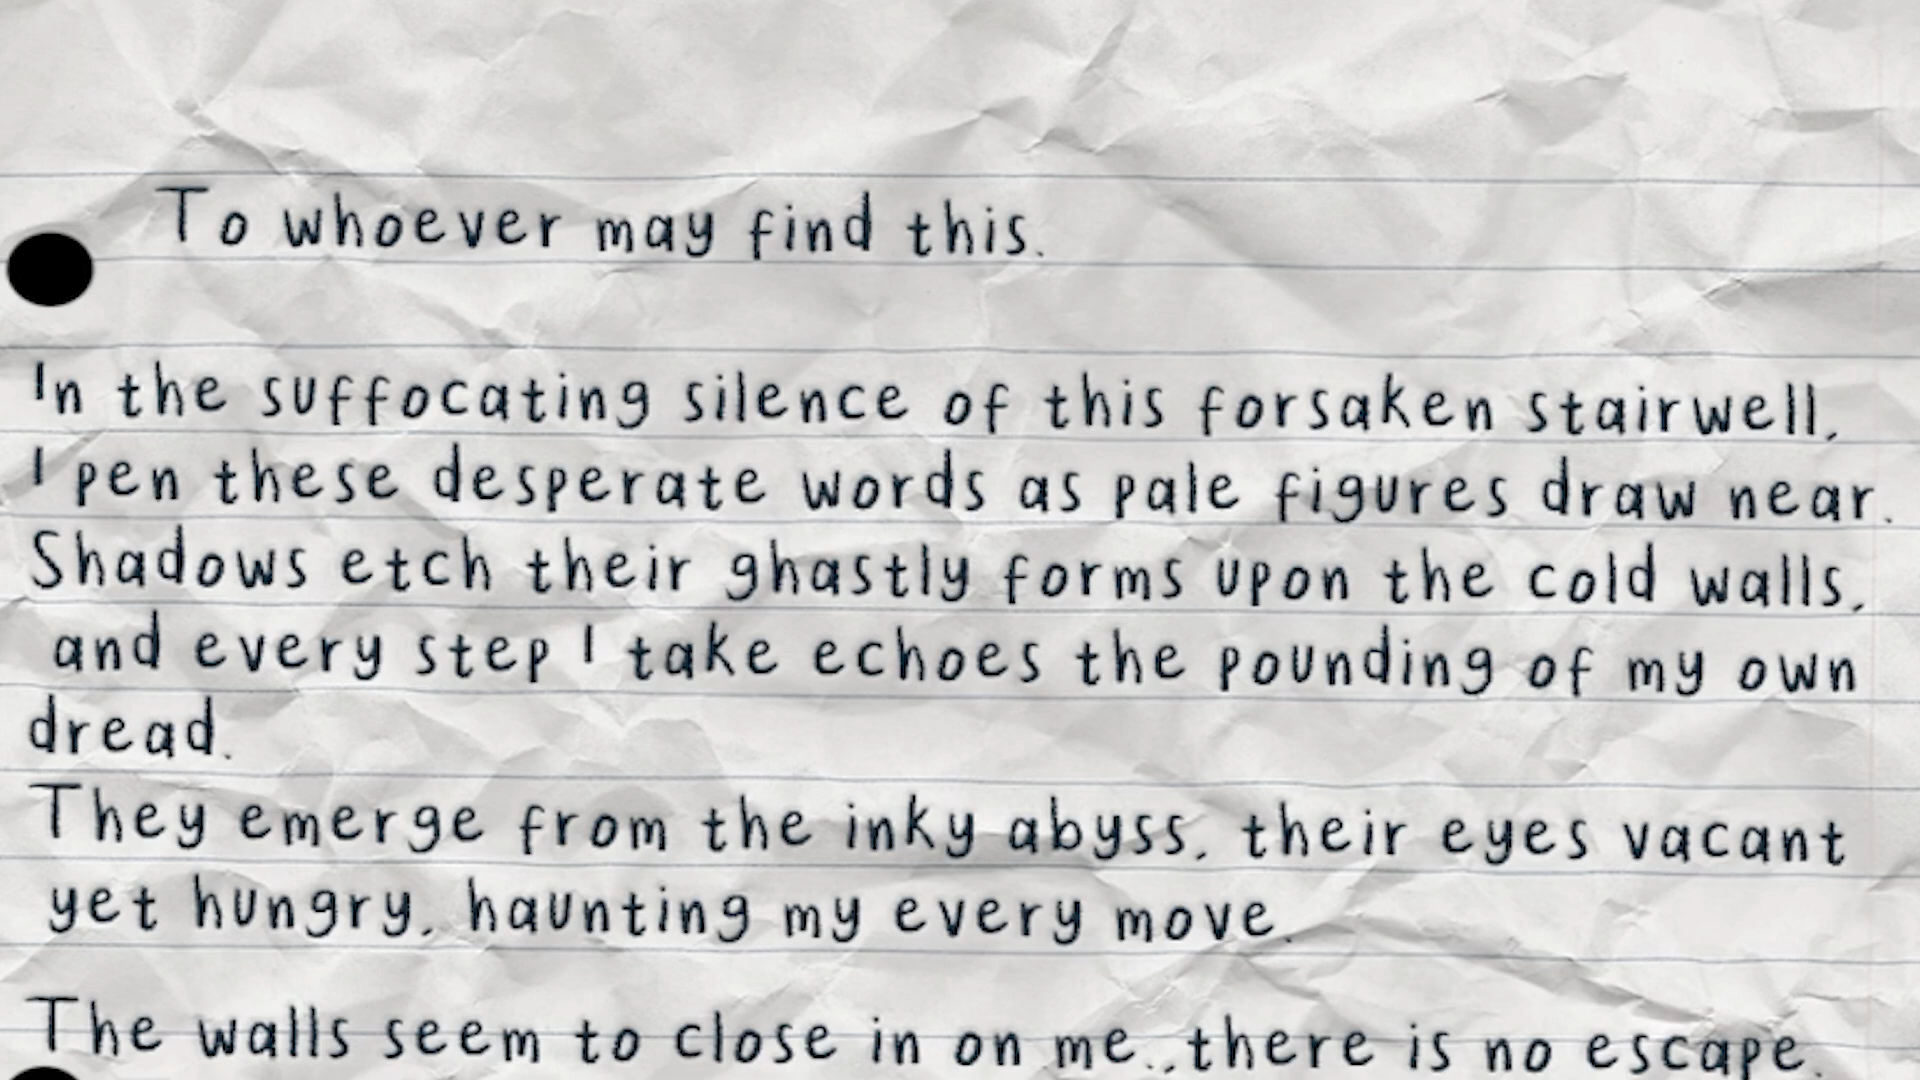 To whoever may find this.
In the suffocating silence of this forsaken stairwell,
I pen these desperate words as pale figures draw near.
Shadows etch their ghastly forms upon the cold walls,
and every step I take echoes the pounding of my own
dread.
They emerge from the inky abyss, their eyes vacant
yet hungry, haunting my every move.
The walls seem to close in on me..,there is no escape.